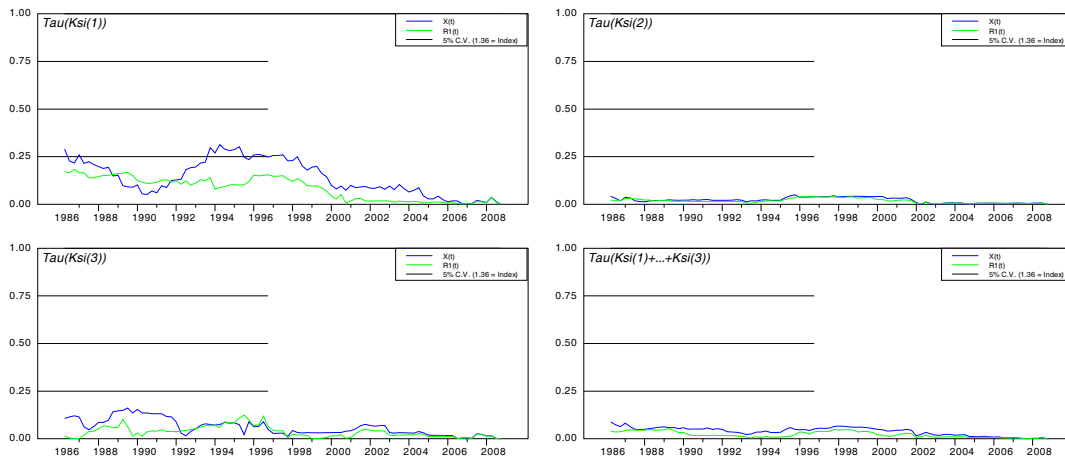 Tau(Ksi(1))
X(t)
R1(t)
5% C.V. (1.36 = Index)
1.00
0.75
0.50
0.25
0.00
1986 1988 1990 1992 1994 1996 1998 2000 2002 2004 2006 2008
Tau(Ksi(2))
X(t)
R1(t)
5% C.V. (1.36 = Index)
1.00
0.75
0.50
0.25
0.00
1986 1988 1990 1992 1994 1996 1998 2000 2002 2004 2006 2008
Tau(Ksi(3))
X(t)
R1(t)
5% C.V. (1.36 = Index)
1.00
0.75
0.50
0.25
0.00
1986 1988 1990 1992 1994 1996 1998 2000 2002 2004 2006 2008
Tau(Ksi(1)+...+Ksi(3))
X(t)
R1(t)
5% C.V. (1.36 = Index)
1.00
0.75
0.50
0.25
0.00
1986 1988 1990 1992 1994 1996 1998 2000 2002 2004 2006 2008